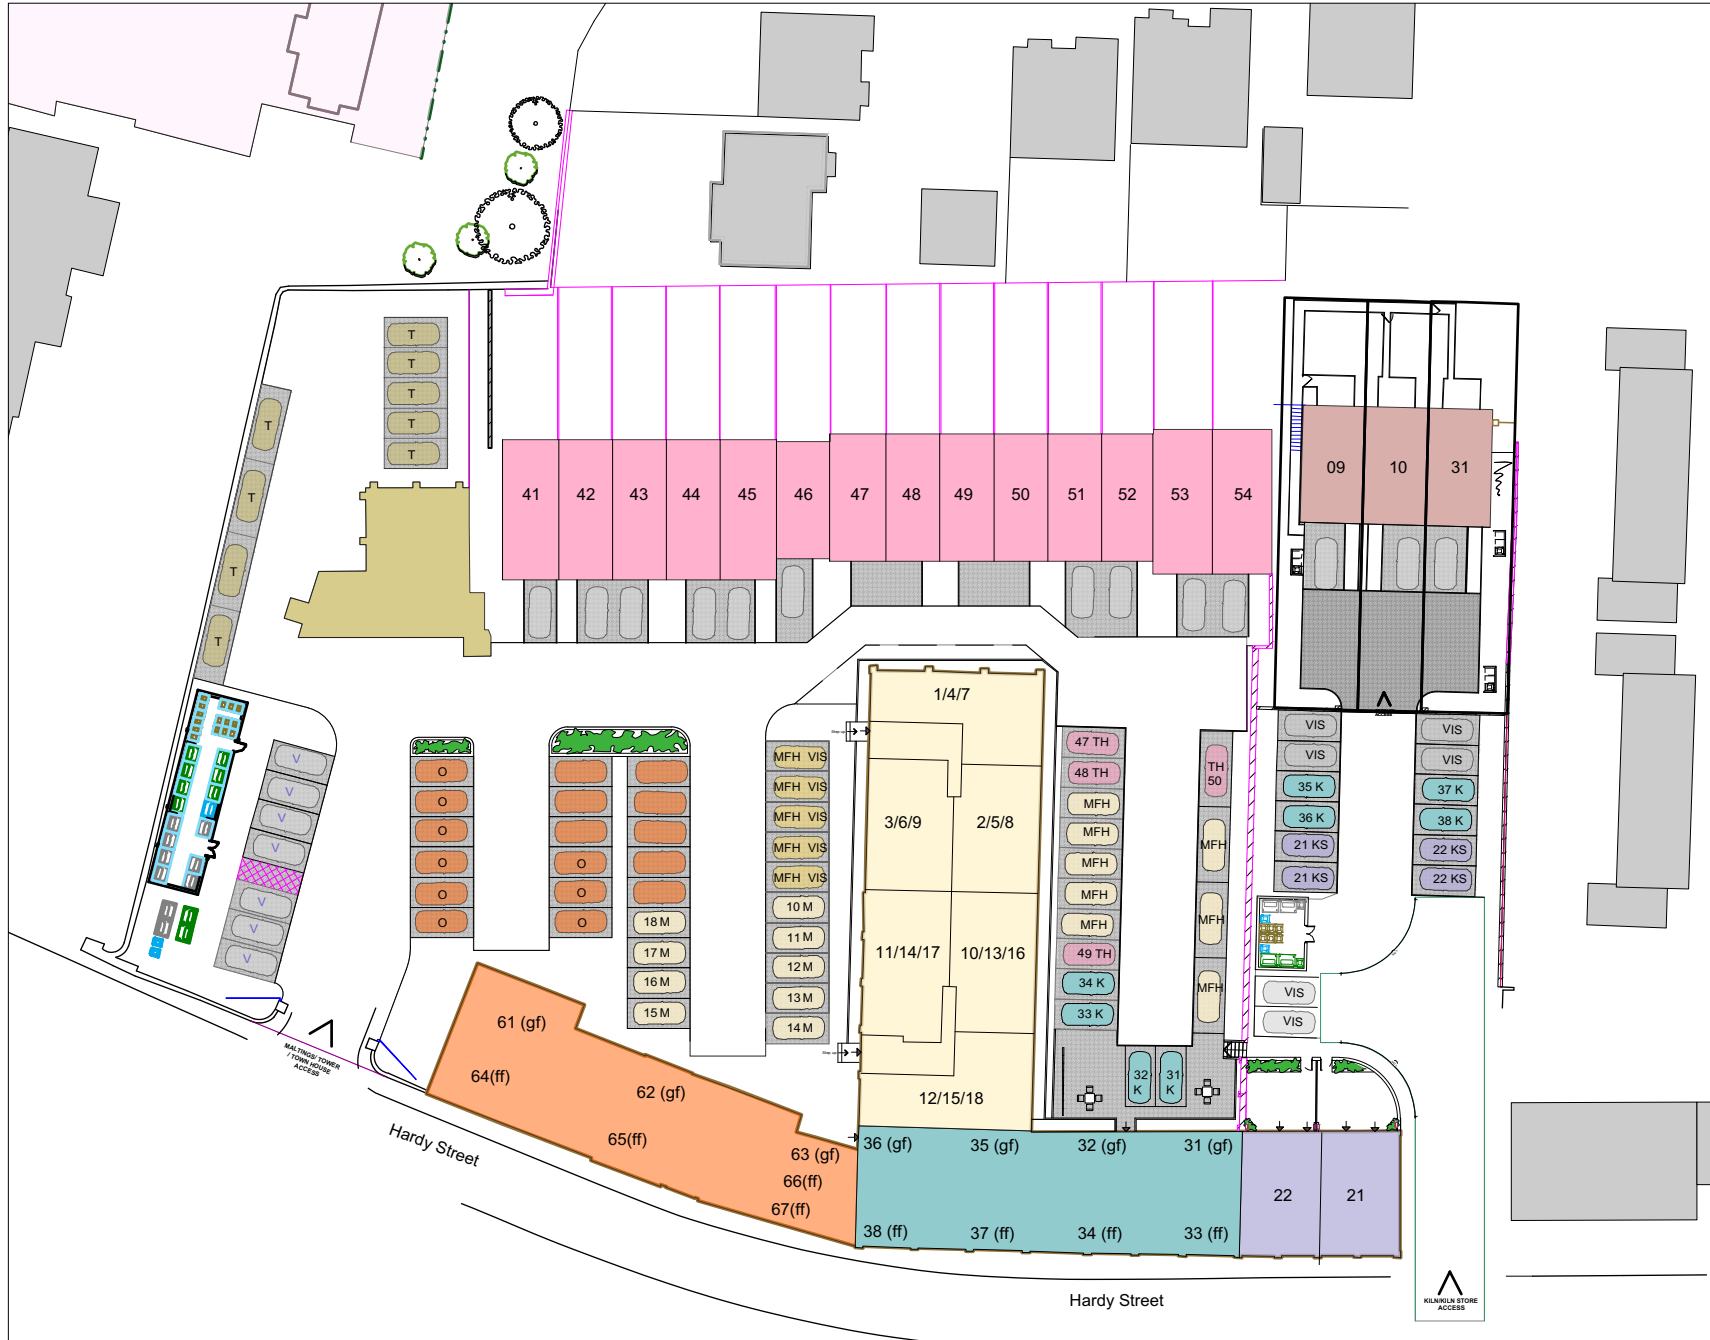 T
T
T
T
T
T
T
T
T
41
42
43
44
45
46
47
48
49
50
51
52
53
54
09
10
31
1/4/7
3/6/9
2/5/8
11/14/17
10/13/16
12/15/18
V
V
V
V
V
V
V
O
O
O
O
O
O
O
O
O
18 M
17 M
16 M
15 M
MFH VIS
MFH VIS
MFH VIS
MFH VIS
MFH VIS
10 M
11 M
12 M
13 M
14 M
Step up
Step up
47 TH
48 TH
MFH
MFH
MFH
MFH
MFH
49 TH
34 K
33 K
TH
50
MFH
MFH
MFH
32
K
31
K
VIS
VIS
35 K
36 K
21 KS
21 KS
VIS
VIS
37 K
38 K
22 KS
22 KS
VIS
VIS
MALTINGS/ TOWER
/ TOWN HOUSE
ACCESS
61 (gf)
64(ff)
62 (gf)
65(ff)
63 (gf)
66(ff)
67(ff)
36 (gf)
35 (gf)
32 (gf)
31 (gf)
38 (ff)
37 (ff)
34 (ff)
33 (ff)
22
21
Hardy Street
Hardy Street
KILN/KILN STORE
ACCESS